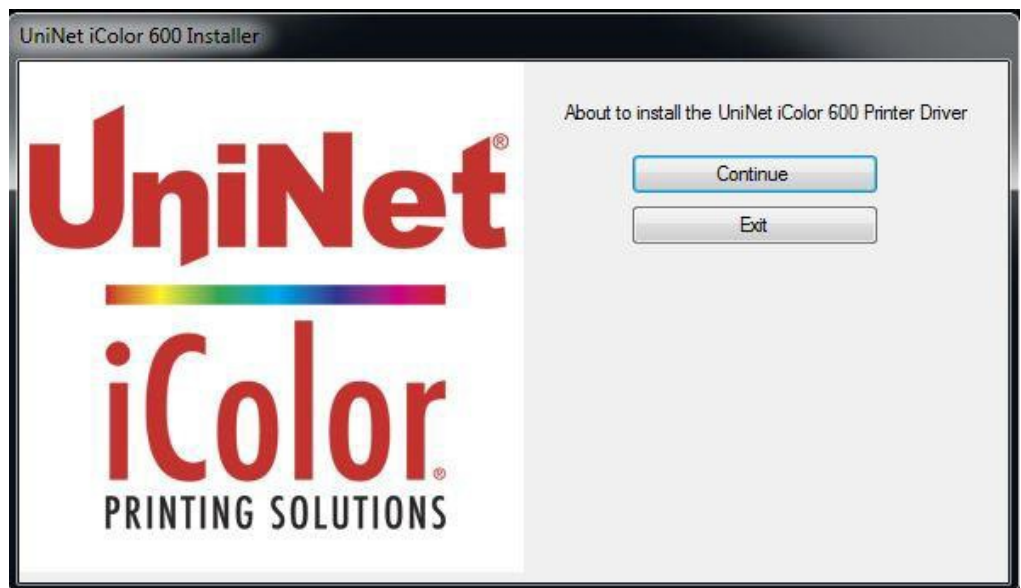 UniNet iColor 600 Installer
UniNet®
iColor®
PRINTING SOLUTIONS
About to install the UniNet iColor 600 Printer Driver
Continue
Exit